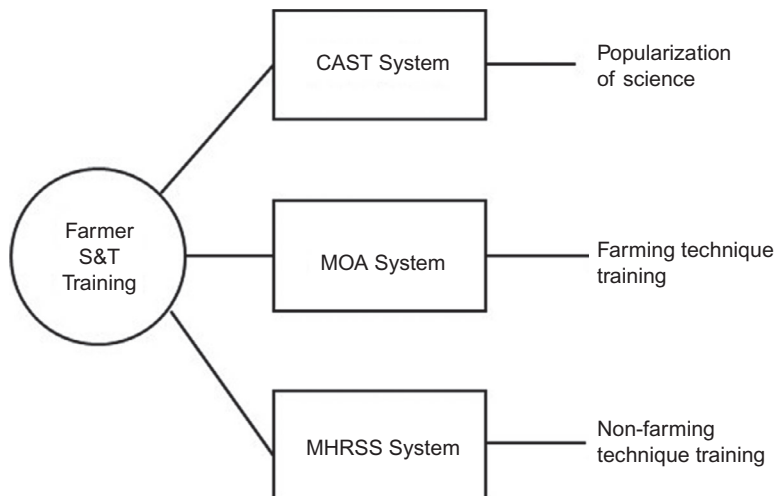 CAST System
Popularization
of science
Farmer
S&T
Training
MOA System
Farming technique
training
MHRSS System
Non-farming
technique training